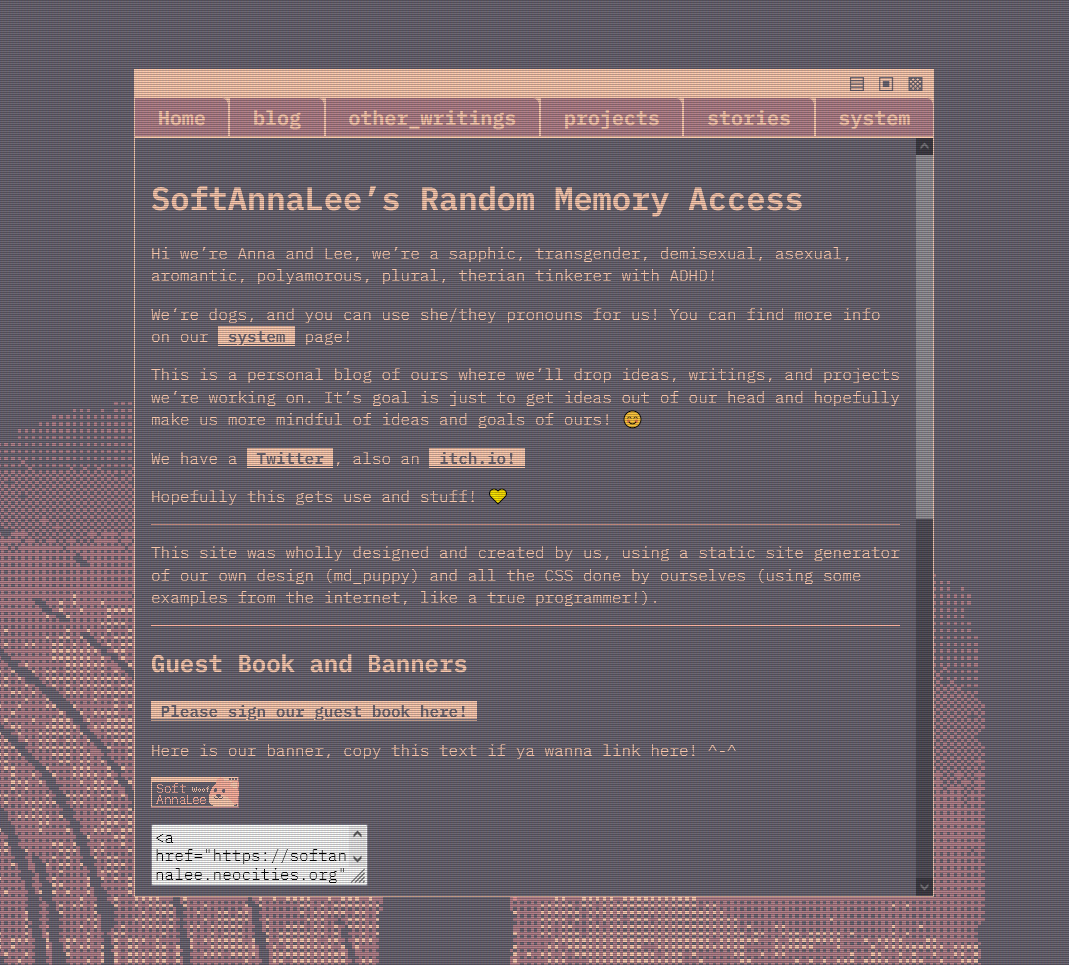 Home blog other_writings projects stories system
SoftAnnaLee’s Random Memory Access
Hi we’re Anna and Lee, we’re a sapphic, transgender, demisexual, asexual,
aromantic, polyamorous, plural, therian tinkerer with ADHD!
We’re dogs, and you can use she/they pronouns for us! You can find more info
on our system page!
This is a personal blog of ours where we’ll drop ideas, writings, and projects
we’re working on. It’s goal is just to get ideas out of our head and hopefully
make us more mindful of ideas and goals of ours! 😊
We have a Twitter, also an itch.io!
Hopefully this gets use and stuff! 💛
This site was wholly designed and created by us, using a static site generator
of our own design (md_puppy) and all the CSS done by ourselves (using some
examples from the internet, like a true programmer!).
Guest Book and Banners
Please sign our guest book here!
Here is our banner, copy this text if ya wanna link here! ^-^
Soft Woof
AnnaLee
<a
href="https://softan
nalee.neocities.org"